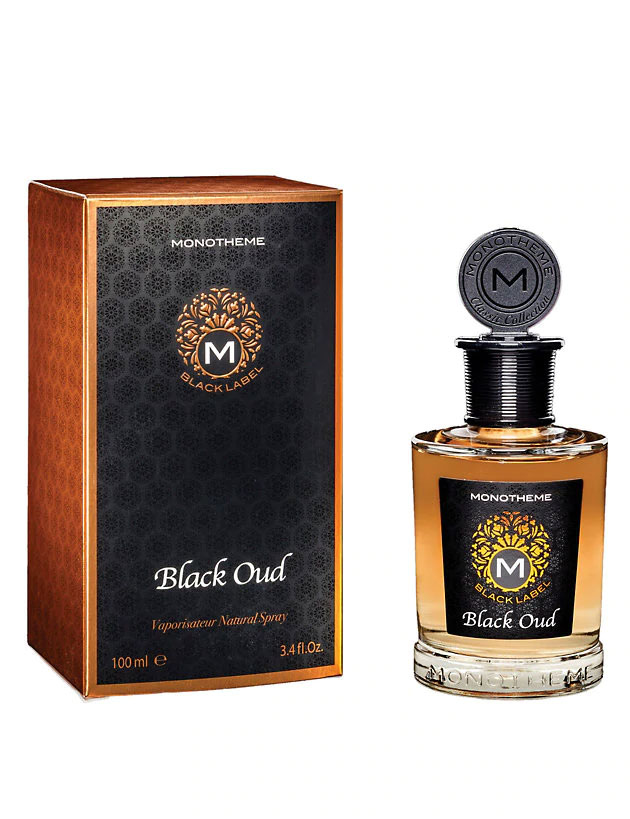 MONOTHEME
M
BLACK LABEL
Black Oud
Vaporisateur Natural Spray
100 ml ℮
3.4 fl.Oz.
MONOTHEME
M
Classic Collection
MONOTHEME
M
BLACK LABEL
Black Oud
MONOTHEME